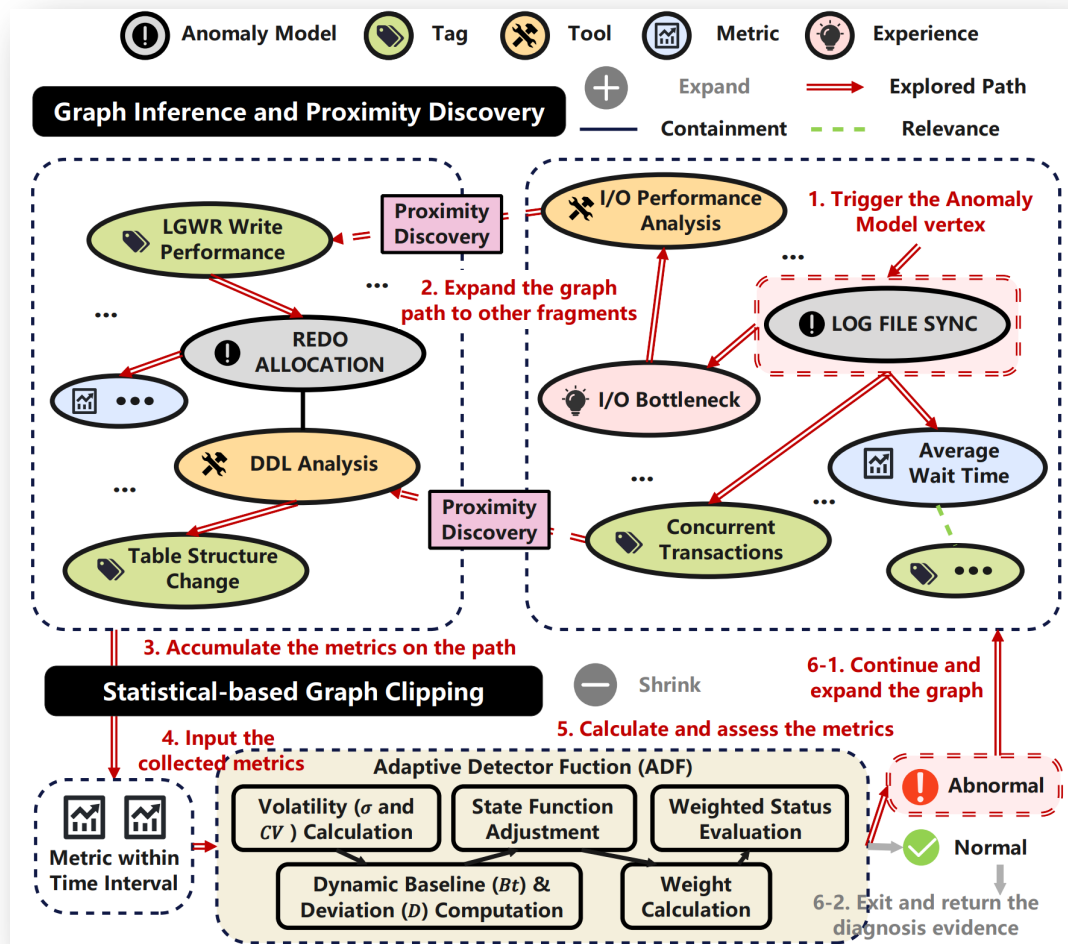 Anomaly Model
Tag
Tool
Metric
Experience
Expand
Explored Path
Graph Inference and Proximity Discovery
Containment
Relevance
I/O Performance
Analysis
1. Trigger the Anomaly
Model vertex
Proximity
Discovery
LGWR Write
Performance
...
...
2. Expand the graph
path to other fragments
...
LOG FILE SYNC
REDO
ALLOCATION
...
I/O Bottleneck
DDL Analysis
Average
Wait Time
...
...
...
Proximity
Discovery
Concurrent
Transactions
Table Structure
Change
...
3. Accumulate the metrics on the path
6-1. Continue and
expand the graph
Statistical-based Graph Clipping
Shrink
5. Calculate and assess the metrics
4. Input the
collected metrics
Adaptive Detector Fuction (ADF)
Abnormal
Volatility (σ and
CV ) Calculation
State Function
Adjustment
Weighted Status
Evaluation
Normal
Metric within
Time Interval
Dynamic Baseline (Bt) &
Deviation (D) Computation
Weight
Calculation
6-2. Exit and return the
diagnosis evidence